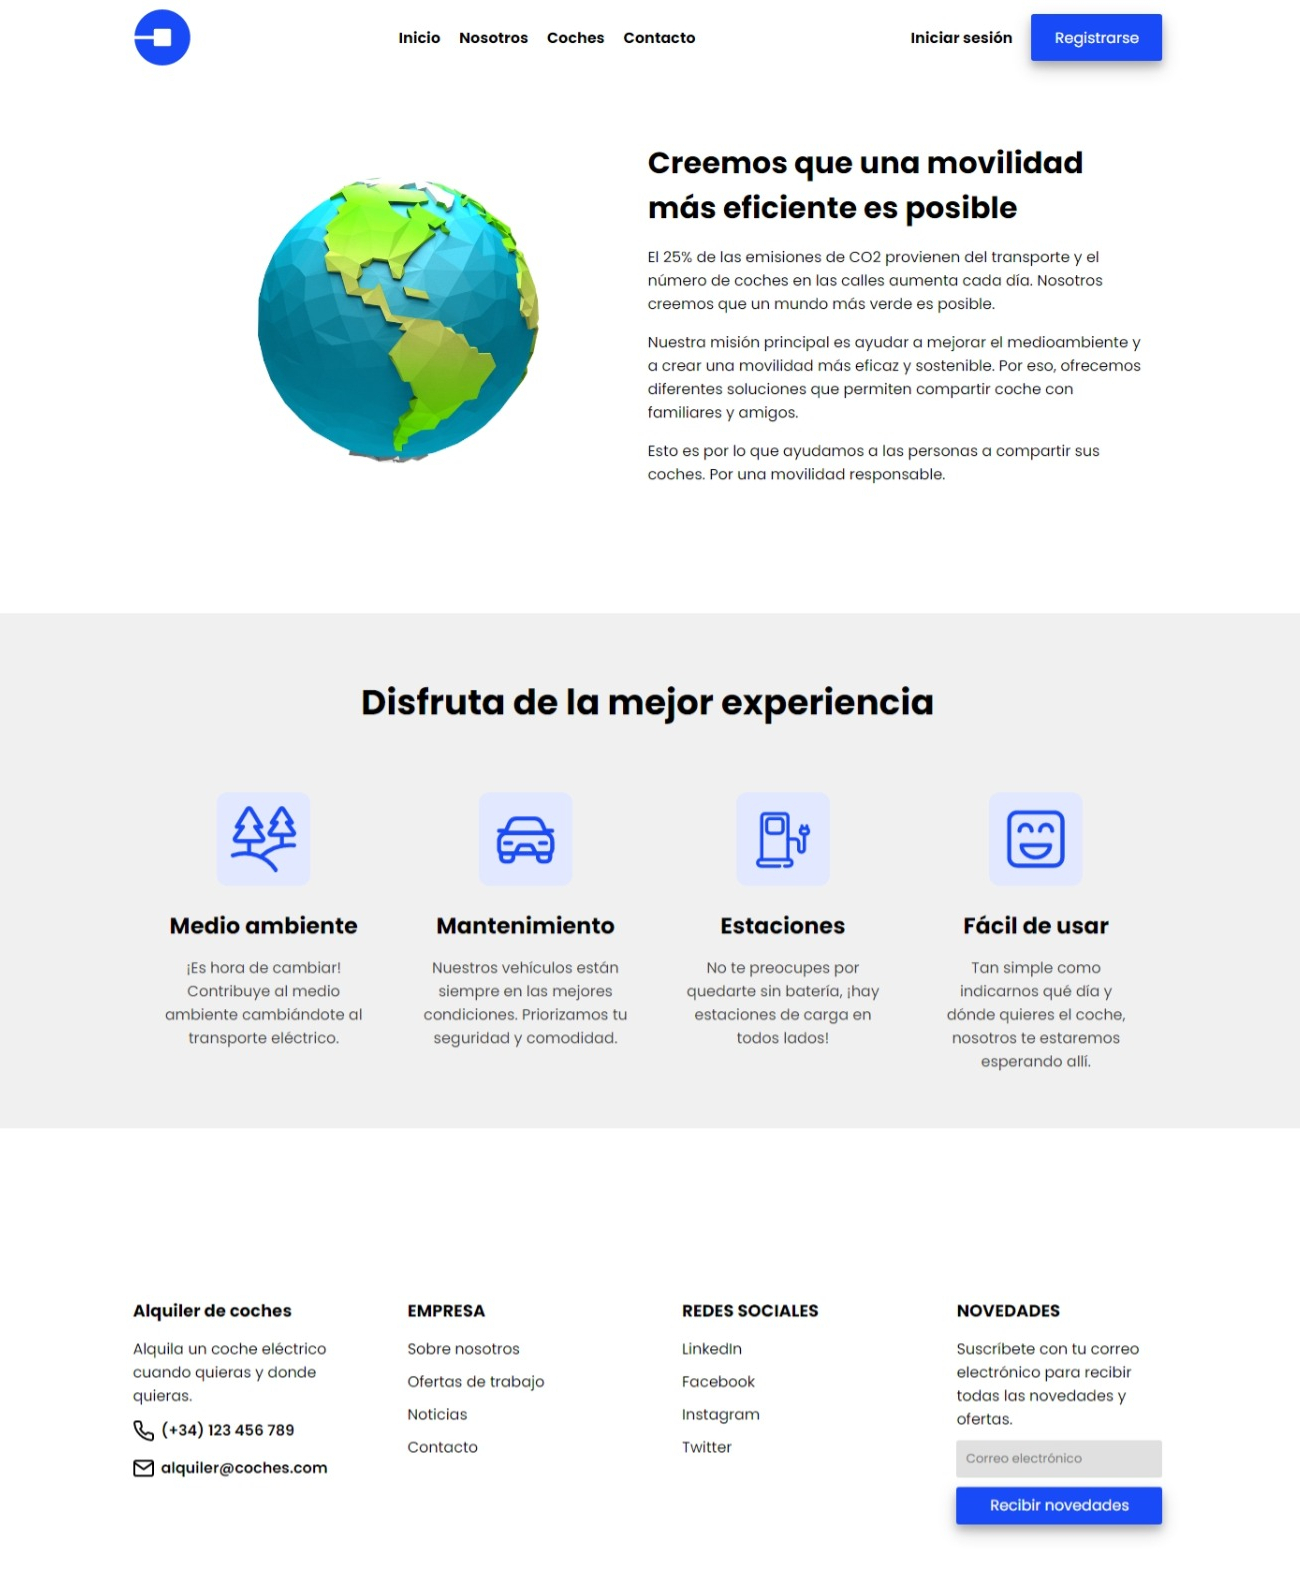 Inicio Nosotros Coches Contacto Iniciar sesión Registrarse
Creemos que una movilidad
más eficiente es posible
El 25% de las emisiones de CO2 provienen del transporte y el
número de coches en las calles aumenta cada día. Nosotros
creemos que un mundo más verde es posible.
Nuestra misión principal es ayudar a mejorar el medioambiente y
a crear una movilidad más eficaz y sostenible. Por eso, ofrecemos
diferentes soluciones que permiten compartir coche con
familiares y amigos.
Esto es por lo que ayudamos a las personas a compartir sus
coches. Por una movilidad responsable.
Disfruta de la mejor experiencia
Medio ambiente
¡Es hora de cambiar!
Contribuye al medio
ambiente cambiándote al
transporte eléctrico.
Mantenimiento
Nuestros vehículos están
siempre en las mejores
condiciones. Priorizamos tu
seguridad y comodidad.
Estaciones
No te preocupes por
quedarte sin batería, ¡hay
estaciones de carga en
todos lados!
Fácil de usar
Tan simple como
indicarnos qué día y
dónde quieres el coche,
nosotros te estaremos
esperando allí.
Alquiler de coches
Alquila un coche eléctrico
cuando quieras y donde
quieras.
(+34) 123 456 789
alquiler@coches.com
EMPRESA
Sobre nosotros
Ofertas de trabajo
Noticias
Contacto
REDES SOCIALES
LinkedIn
Facebook
Instagram
Twitter
NOVEDADES
Suscríbete con tu correo
electrónico para recibir
todas las novedades y
ofertas.
Correo electrónico
Recibir novedades